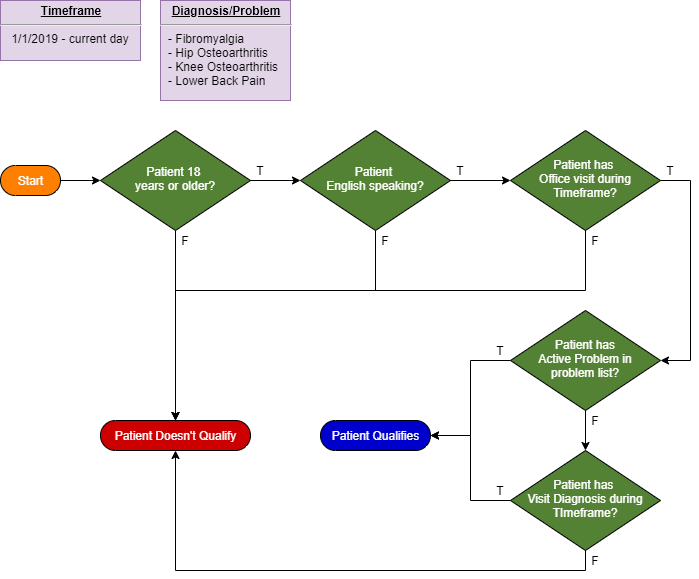 Timeframe
1/1/2019 - current day
Diagnosis/Problem
- Fibromyalgia
- Hip Osteoarthritis
- Knee Osteoarthritis
- Lower Back Pain
Start
Patient 18
years or older?
T
F
Patient
English speaking?
T
F
Patient has
Office visit during
Timeframe?
T
F
Patient has
Active Problem in
problem list?
T
F
Patient Doesn't Qualify
Patient Qualifies
Patient has
Visit Diagnosis during
TImeframe?
T
F